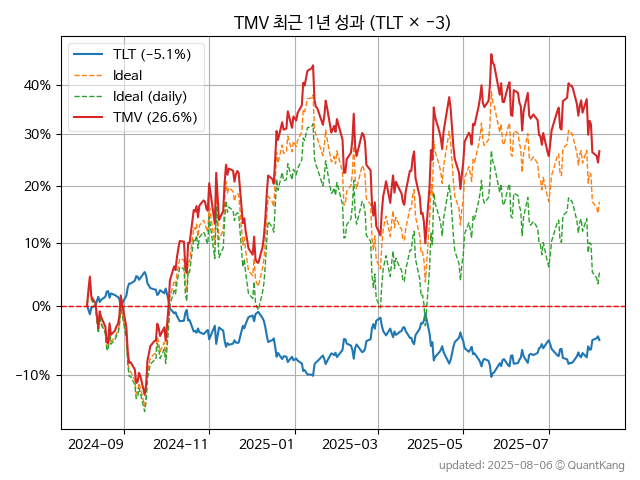 TMV 최근 1년 성과 (TLT × −3)
TLT (−5.1%)
Ideal
Ideal (daily)
TMV (26.6%)
40%
30%
20%
10%
0%
−10%
2024-09
2024-11
2025-01
2025-03
2025-05
2025-07
updated: 2025-08-06 ⓒ QuantKang